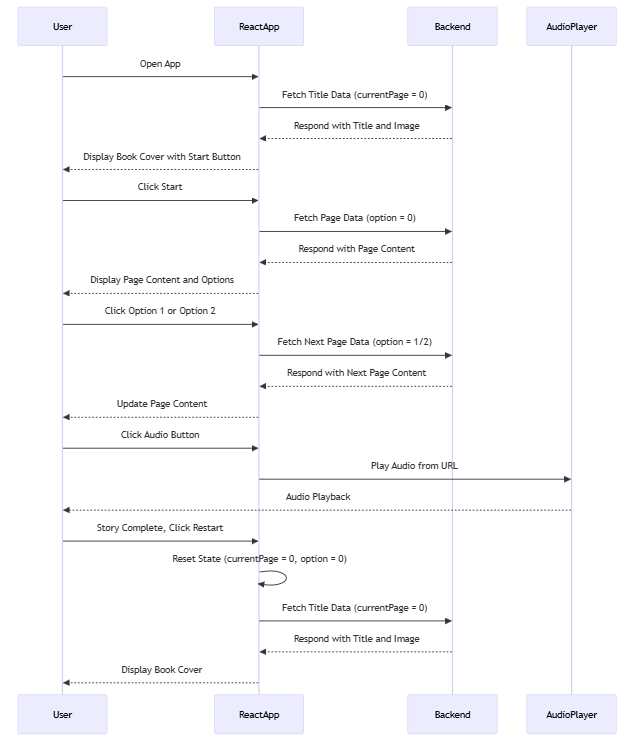 User ReactApp Backend AudioPlayer
Open App
Fetch Title Data (currentPage = 0)
Respond with Title and Image
Display Book Cover with Start Button
Click Start
Fetch Page Data (option = 0)
Respond with Page Content
Display Page Content and Options
Click Option 1 or Option 2
Fetch Next Page Data (option = 1/2)
Respond with Next Page Content
Update Page Content
Click Audio Button
Play Audio from URL
Audio Playback
Story Complete, Click Restart
Reset State (currentPage = 0, option = 0)
Fetch Title Data (currentPage = 0)
Respond with Title and Image
Display Book Cover
User ReactApp Backend AudioPlayer